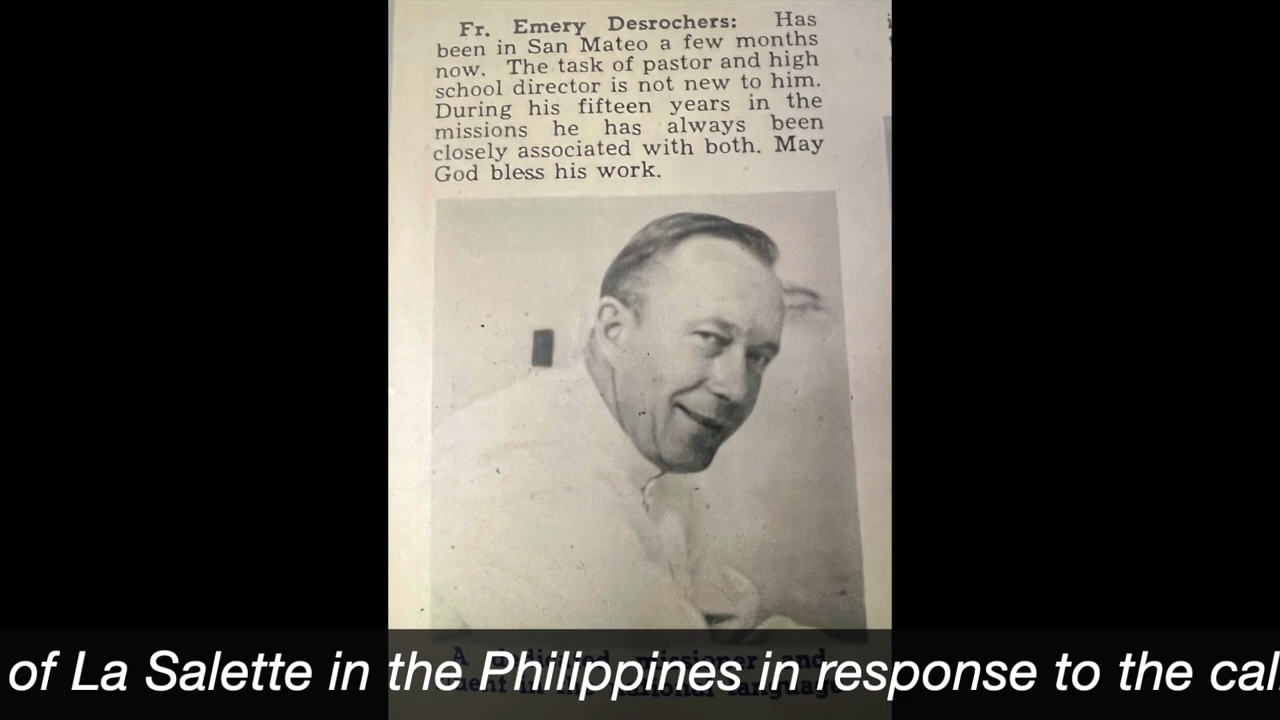 Fr. Emery Desrochers: Has
been in San Mateo a few months
now. The task of pastor and high
school director is not new to him.
During his fifteen years in the
missions he has always been
closely associated with both. May
God bless his work.
of La Salette in the Philippines in response to the cal